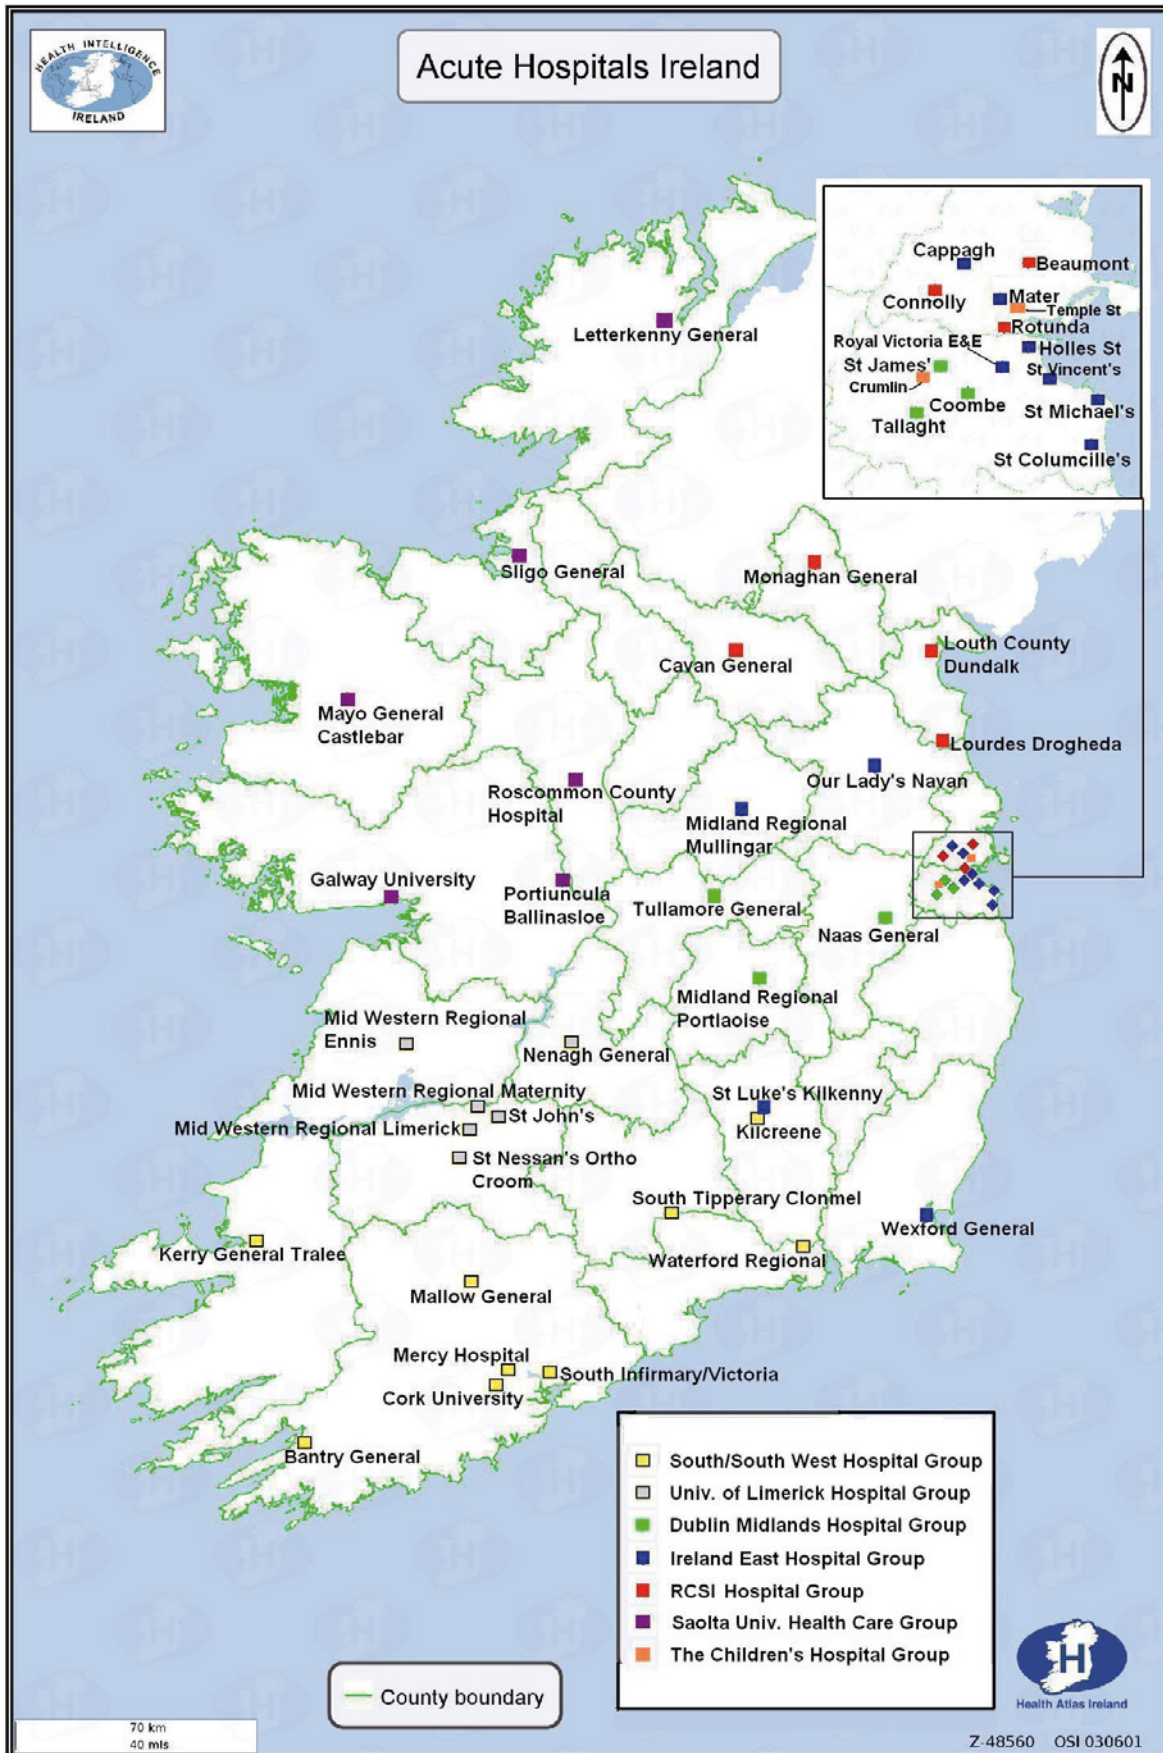 HEALTH INTELLIGENCE
IRELAND
Acute Hospitals Ireland
N
Cappagh
Beaumont
Connolly
Mater
Temple St
Rotunda
Royal Victoria E&E
Holles St
St James'
St Vincent's
Crumlin
Coombe
St Michael's
Tallaght
St Columcille's
Letterkenny General
Sligo General
Monaghan General
Cavan General
Louth County
Dundalk
Mayo General
Castlebar
Lourdes Drogheda
Our Lady's Navan
Roscommon County
Hospital
Midland Regional
Mullingar
Galway University
Portiuncula
Ballinasloe
Tullamore General
Naas General
Midland Regional
Portlaoise
Mid Western Regional
Ennis
Nenagh General
Mid Western Regional Maternity
St John's
Mid Western Regional Limerick
St Luke's Kilkenny
Kilcreene
St Nessan's Ortho
Croom
South Tipperary Clonmel
Wexford General
Kerry General Tralee
Waterford Regional
Mallow General
Mercy Hospital
South Infirmary/Victoria
Cork University
Bantry General
South/South West Hospital Group
Univ. of Limerick Hospital Group
Dublin Midlands Hospital Group
Ireland East Hospital Group
RCSI Hospital Group
Saolta Univ. Health Care Group
The Children's Hospital Group
County boundary
H
Health Atlas Ireland
70 km
40 mls
Z-48560 OSI 030601